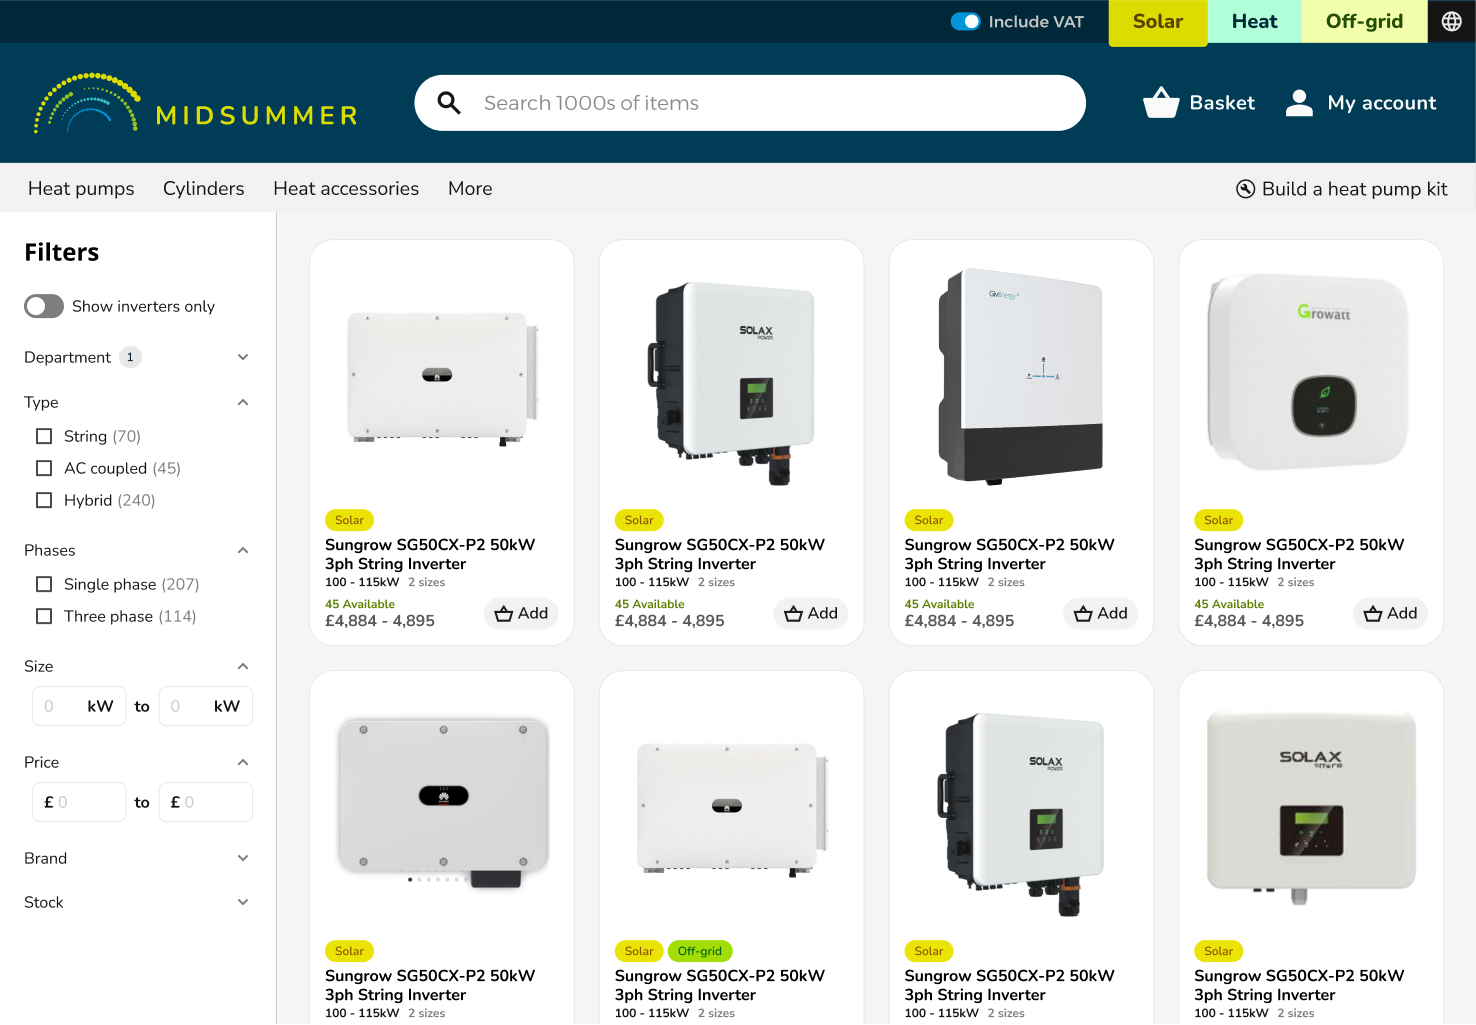 Include VAT
Solar
Heat
Off-grid
MIDSUMMER
Search 1000s of items
Basket
My account
Heat pumps
Cylinders
Heat accessories
More
Build a heat pump kit
Filters
Show inverters only
Department 1
Type
String (70)
AC coupled (45)
Hybrid (240)
Phases
Single phase (207)
Three phase (114)
Size
0 kW to 0 kW
Price
£ 0 to £ 0
Brand
Stock
Solar
Sungrow SG50CX-P2 50kW
3ph String Inverter
100 - 115kW 2 sizes
45 Available
£4,884 - 4,895
Add
SOLAX
POWER
Solar
Sungrow SG50CX-P2 50kW
3ph String Inverter
100 - 115kW 2 sizes
45 Available
£4,884 - 4,895
Add
GivEnergy
Solar
Sungrow SG50CX-P2 50kW
3ph String Inverter
100 - 115kW 2 sizes
45 Available
£4,884 - 4,895
Add
Growatt
Solar
Sungrow SG50CX-P2 50kW
3ph String Inverter
100 - 115kW 2 sizes
45 Available
£4,884 - 4,895
Add
Solar
Sungrow SG50CX-P2 50kW
3ph String Inverter
100 - 115kW 2 sizes
Solar
Off-grid
Sungrow SG50CX-P2 50kW
3ph String Inverter
100 - 115kW 2 sizes
SOLAX
POWER
Solar
Sungrow SG50CX-P2 50kW
3ph String Inverter
100 - 115kW 2 sizes
SOLAX
POWER
Solar
Sungrow SG50CX-P2 50kW
3ph String Inverter
100 - 115kW 2 sizes